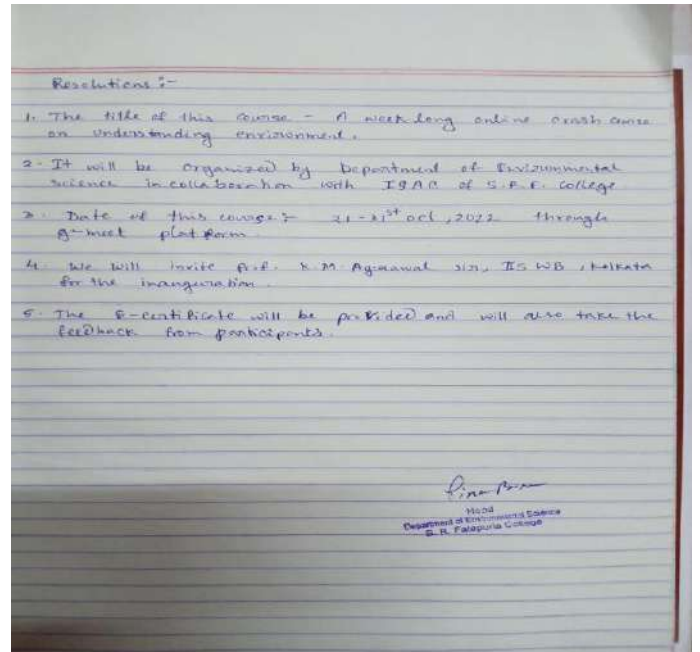 Resolutions :-
1. The title of this course - A week long online crash course
on understanding environment.
2. It will be organized by Department of Environmental
science in collaboration with IQAC of S.R.F. college
3. Date of this course :- 21 - 31st oct, 2022 through
g-meet platform.
4. We will invite Prof. K.M. Agrawal sir, IISWB, Kolkata
for the inauguration.
5. The E-certificate will be provided and will also take the
feedback from participants.
Head
Department of Environmental Science
S. R. Fatepuria College